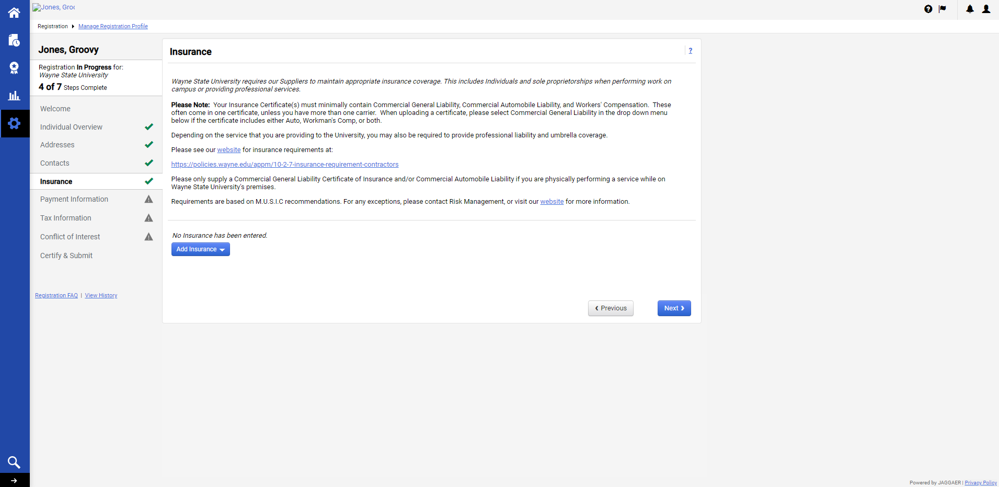 Jones, Groo
Registration Manage Registration Profile
Jones, Groovy
Registration In Progress for:
Wayne State University
4 of 7 Steps Complete
Welcome
Individual Overview
Addresses
Contacts
Insurance
Payment Information
Tax Information
Conflict of Interest
Certify & Submit
Registration FAQ | View History
Insurance
?
Wayne State University requires our Suppliers to maintain appropriate insurance coverage. This includes Individuals and sole proprietorships when performing work on
campus or providing professional services.
Please Note: Your Insurance Certificate(s) must minimally contain Commercial General Liability, Commercial Automobile Liability, and Workers' Compensation. These
often come in one certificate, unless you have more than one carrier. When uploading a certificate, please select Commercial General Liability in the drop down menu
below if the certificate includes either Auto, Workman's Comp, or both.
Depending on the service that you are providing to the University, you may also be required to provide professional liability and umbrella coverage.
Please see our website for insurance requirements at:
https://policies.wayne.edu/appm/10-2-7-insurance-requirement-contractors
Please only supply a Commercial General Liability Certificate of Insurance and/or Commercial Automobile Liability if you are physically performing a service while on
Wayne State University's premises.
Requirements are based on M.U.S.I.C recommendations. For any exceptions, please contact Risk Management, or visit our website for more information.
No Insurance has been entered.
Add Insurance
‹ Previous
Next ›
Powered by JAGGAER | Privacy Policy